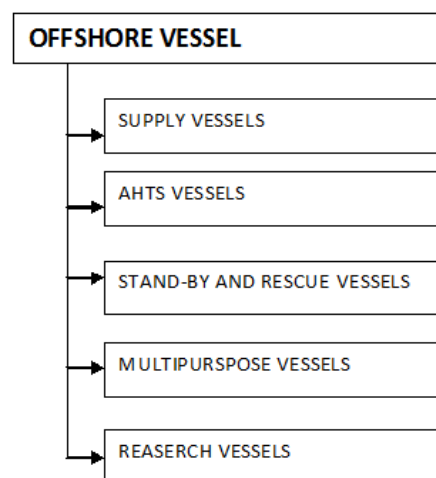 OFFSHORE VESSEL
SUPPLY VESSELS
AHTS VESSELS
STAND-BY AND RESCUE VESSELS
MULTIPURSPOSE VESSELS
REASERCH VESSELS